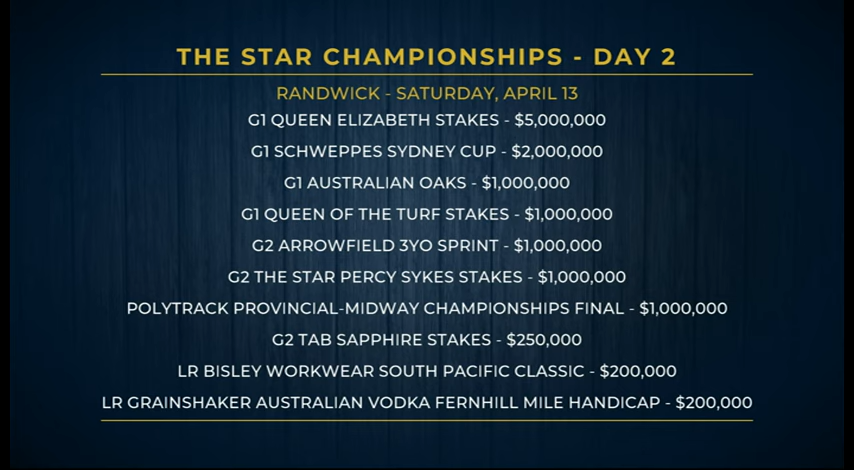 THE STAR CHAMPIONSHIPS - DAY 2
RANDWICK - SATURDAY, APRIL 13
G1 QUEEN ELIZABETH STAKES - $5,000,000
G1 SCHWEPPES SYDNEY CUP - $2,000,000
G1 AUSTRALIAN OAKS - $1,000,000
G1 QUEEN OF THE TURF STAKES - $1,000,000
G2 ARROWFIELD 3YO SPRINT - $1,000,000
G2 THE STAR PERCY SYKES STAKES - $1,000,000
POLYTRACK PROVINCIAL-MIDWAY CHAMPIONSHIPS FINAL - $1,000,000
G2 TAB SAPPHIRE STAKES - $250,000
LR BISLEY WORKWEAR SOUTH PACIFIC CLASSIC - $200,000
LR GRAINSHAKER AUSTRALIAN VODKA FERNHILL MILE HANDICAP - $200,000